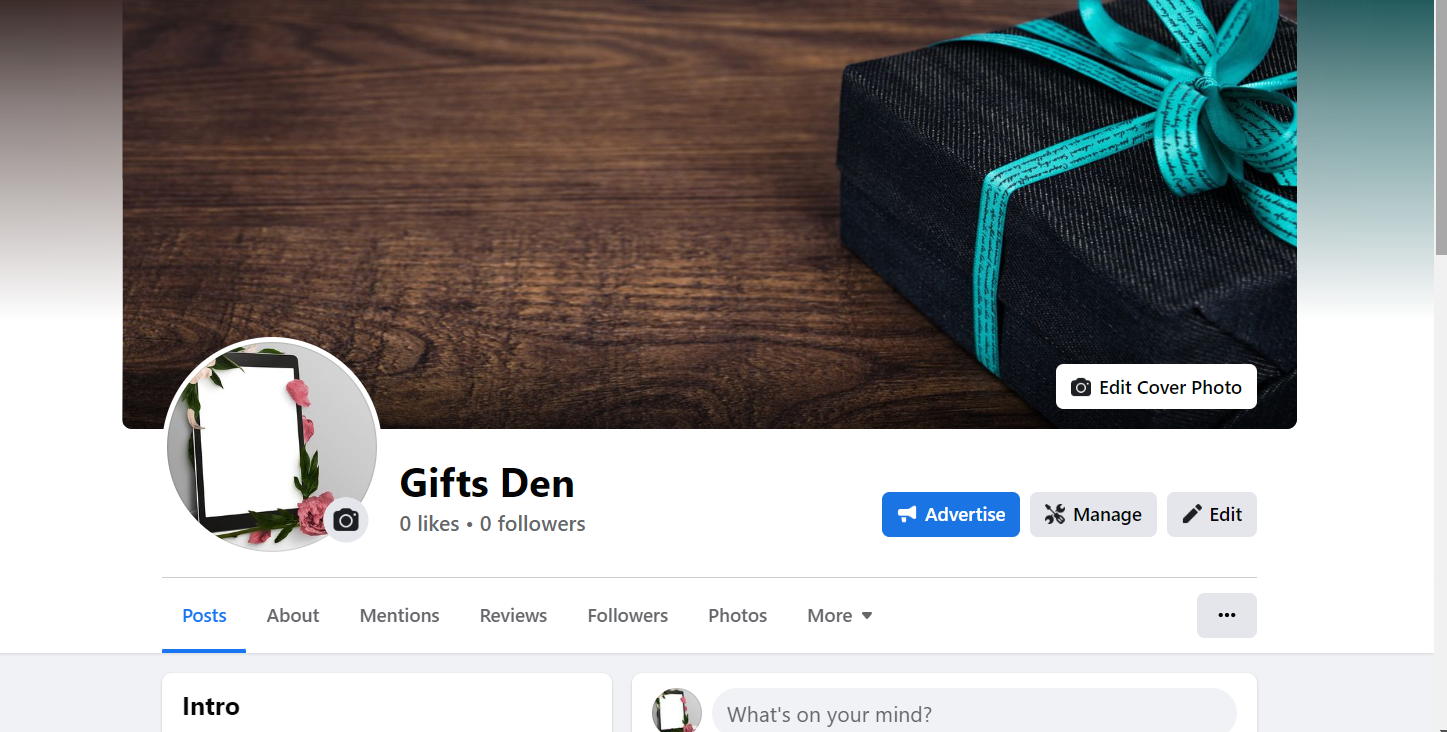 Edit Cover Photo
Gifts Den
0 likes • 0 followers
Advertise
Manage
Edit
Posts
About
Mentions
Reviews
Followers
Photos
More
Intro
What's on your mind?